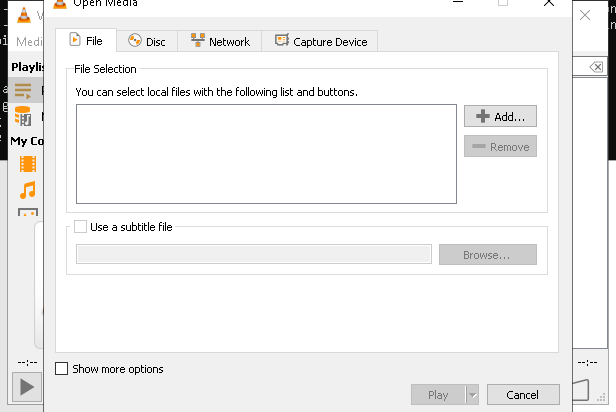 Open Media
V
Medi
File
Disc
Network
Capture Device
Playlis
File Selection
You can select local files with the following list and buttons.
Add...
Remove
My Co
Use a subtitle file
Browse...
--:--
--:--
Show more options
Play
Cancel